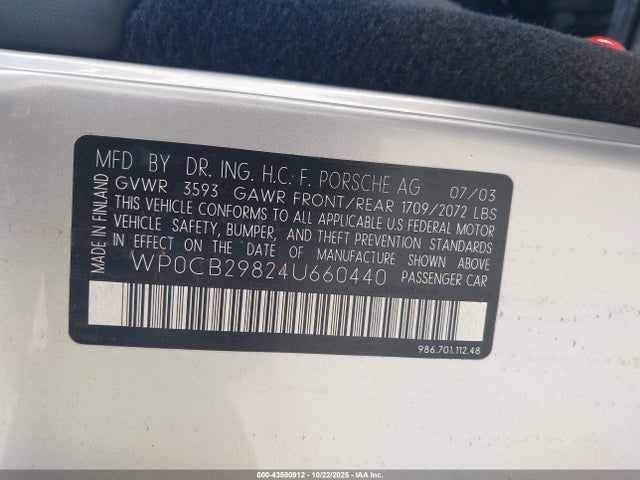 MFD BY DR. ING. H.C. F. PORSCHE AG 07/03
GVWR 3593 GAWR FRONT/REAR 1709/2072 LBS
THIS VEHICLE CONFORMS TO ALL APPLICABLE U.S FEDERAL MOTOR
VEHICLE SAFETY, BUMPER, AND THEFT PREVENTION STANDARDS
IN EFFECT ON THE DATE OF MANUFACTURE SHOWN ABOVE
WP0CB29824U660440 PASSENGER CAR
MADE IN FINLAND
986.701.112.48
000-43500912 | 10/22/2025 | IAA Inc.